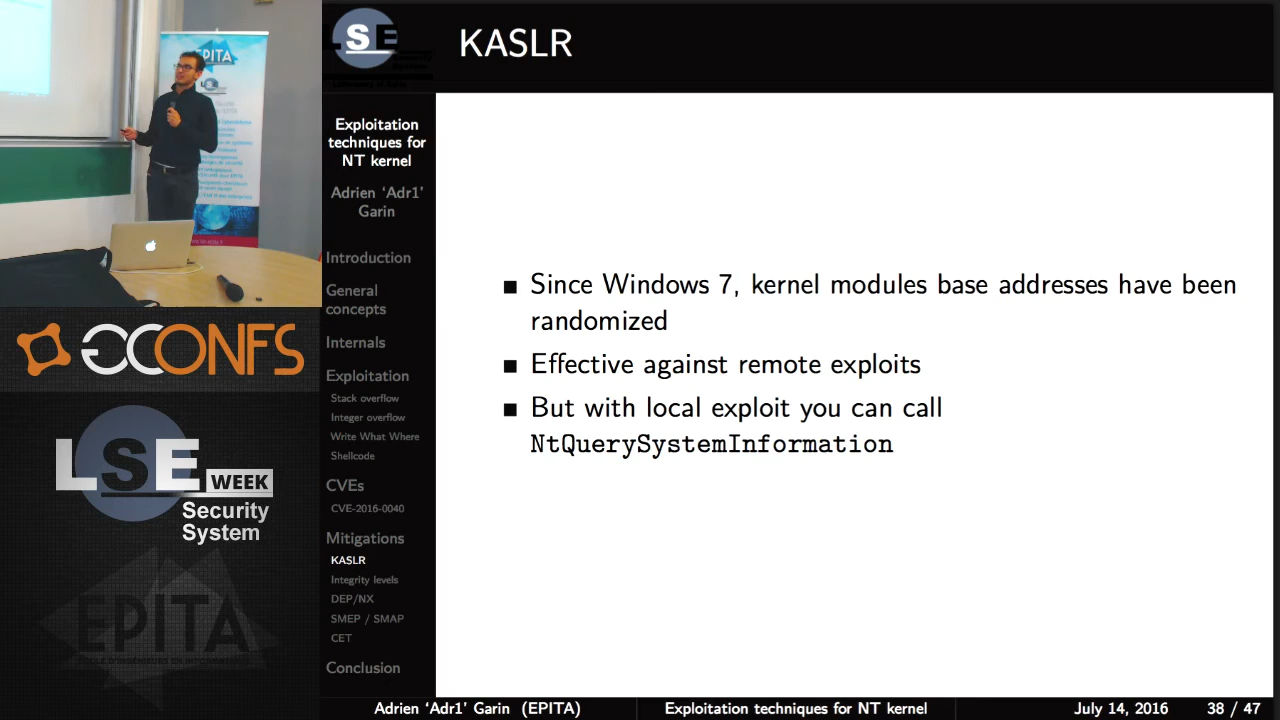 KASLR
Exploitation
techniques for
NT kernel
Adrien ‘Adr1’
Garin
Introduction
General
concepts
Internals
Exploitation
Stack overflow
Integer overflow
Write What Where
Shellcode
CVEs
CVE-2016-0040
Mitigations
KASLR
Integrity levels
DEP/NX
SMEP / SMAP
CET
Conclusion
■ Since Windows 7, kernel modules base addresses have been
randomized
■ Effective against remote exploits
■ But with local exploit you can call
NtQuerySystemInformation
Adrien ‘Adr1’ Garin (EPITA)
Exploitation techniques for NT kernel
July 14, 2016
38 / 47
LSE
EPITA
GCONFS
LSE WEEK
Security
System
EPITA